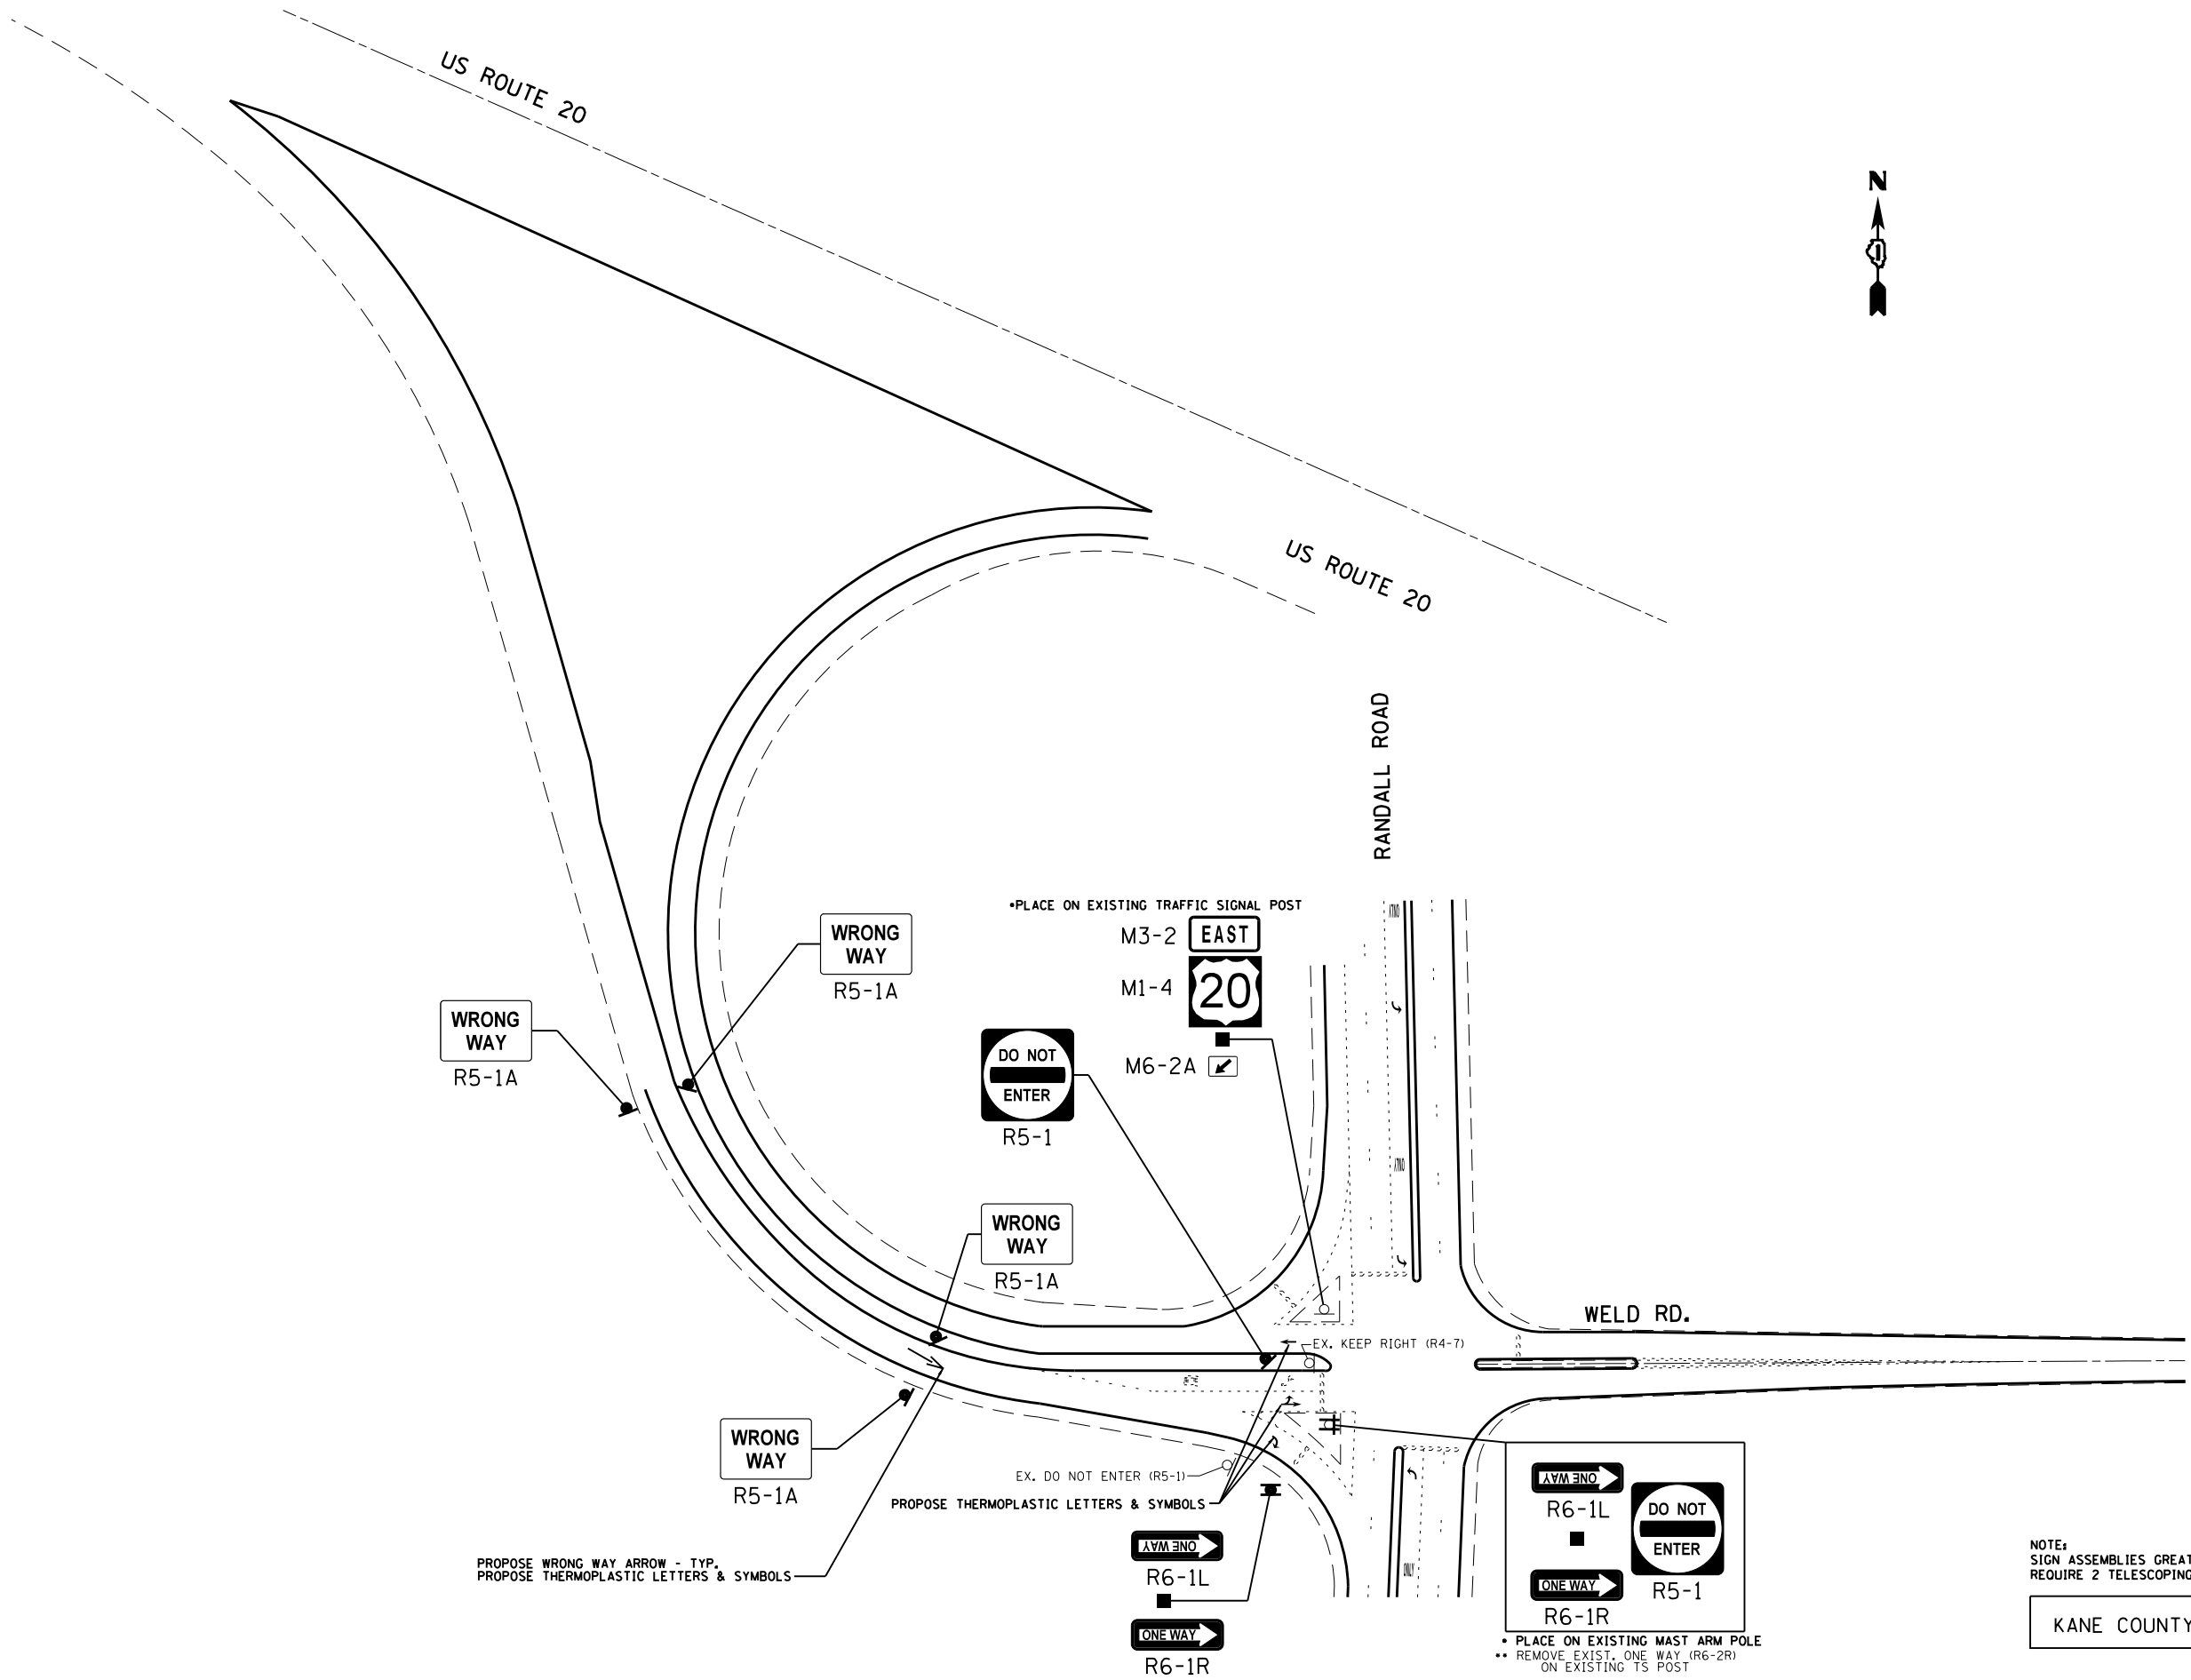 US ROUTE 20
N
US ROUTE 20
RANDALL ROAD
•PLACE ON EXISTING TRAFFIC SIGNAL POST
M3-2
EAST
M1-4
20
M6-2A
WRONG
WAY
R5-1A
WRONG
WAY
R5-1A
DO NOT
ENTER
R5-1
WRONG
WAY
R5-1A
ONLY
ONLY
WELD RD.
EX. KEEP RIGHT (R4-7)
WRONG
WAY
R5-1A
EX. DO NOT ENTER (R5-1)
PROPOSE THERMOPLASTIC LETTERS & SYMBOLS
PROPOSE WRONG WAY ARROW - TYP.
PROPOSE THERMOPLASTIC LETTERS & SYMBOLS
ONE WAY
R6-1L
ONE WAY
R6-1R
ONLY
ONE WAY
R6-1L
ONE WAY
R6-1R
DO NOT
ENTER
R5-1
• PLACE ON EXISTING MAST ARM POLE
•• REMOVE EXIST. ONE WAY (R6-2R)
ON EXISTING TS POST
NOTE:
SIGN ASSEMBLIES GREAT
REQUIRE 2 TELESCOPING
KANE COUNTY